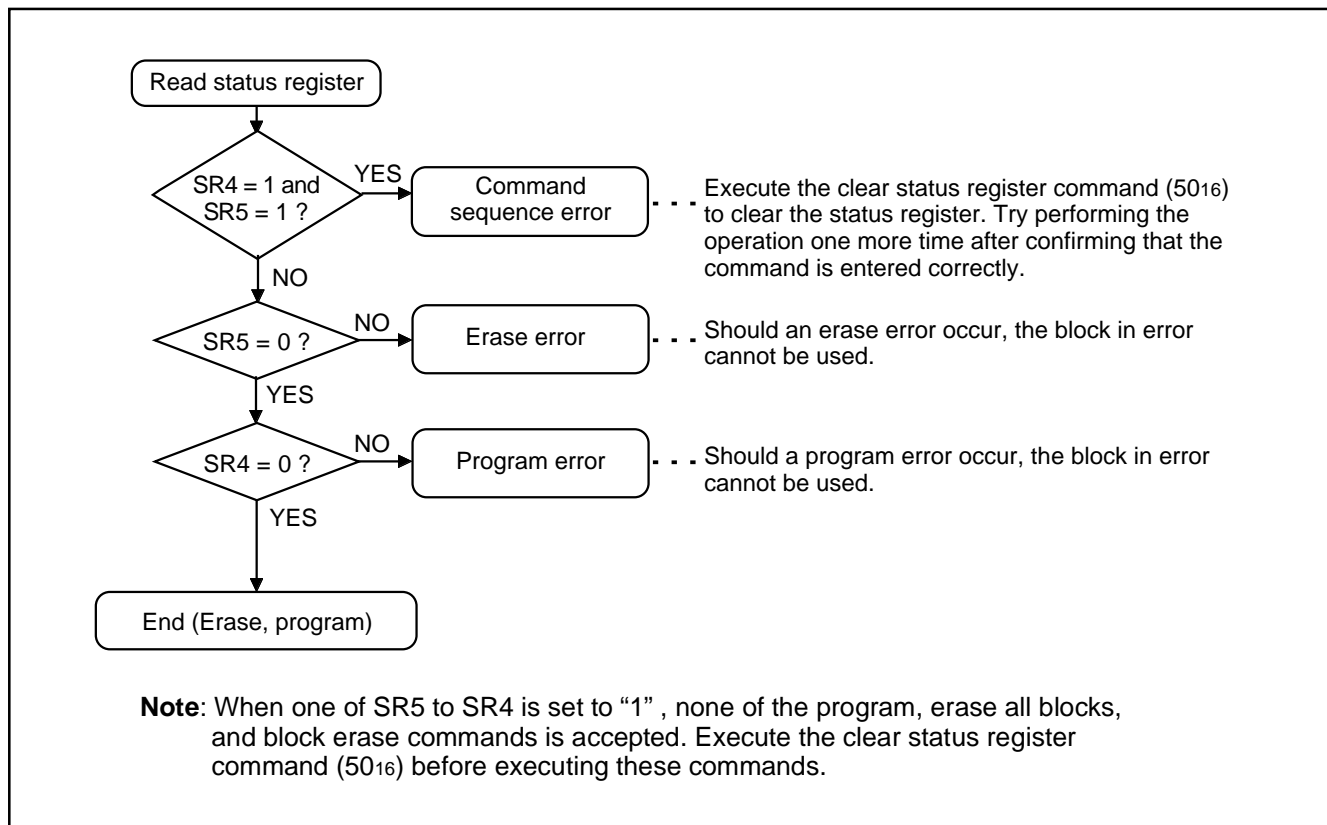 Read status register
SR4 = 1 and
SR5 = 1 ?
YES
Command
sequence error
Execute the clear status register command (5016)
to clear the status register. Try performing the
operation one more time after confirming that the
command is entered correctly.
NO
SR5 = 0 ?
NO
Erase error
Should an erase error occur, the block in error
cannot be used.
YES
SR4 = 0 ?
NO
Program error
Should a program error occur, the block in error
cannot be used.
YES
End (Erase, program)
Note: When one of SR5 to SR4 is set to “1” , none of the program, erase all blocks,
and block erase commands is accepted. Execute the clear status register
command (5016) before executing these commands.